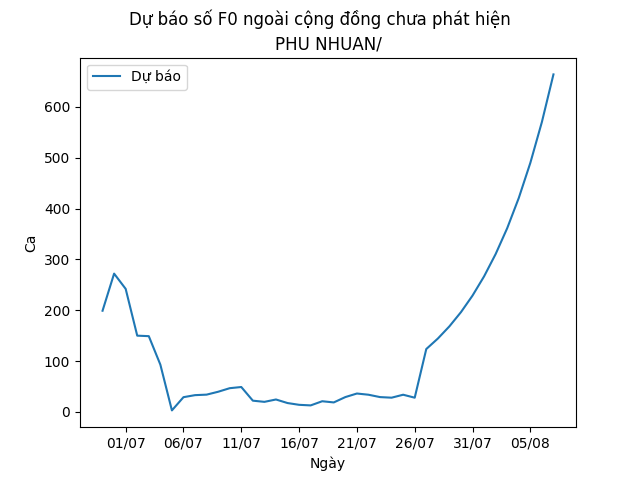 Dự báo số F0 ngoài cộng đồng chưa phát hiện
PHU NHUAN/
Dự báo
600
500
400
300
200
100
0
Ca
01/07 06/07 11/07 16/07 21/07 26/07 31/07 05/08
Ngày